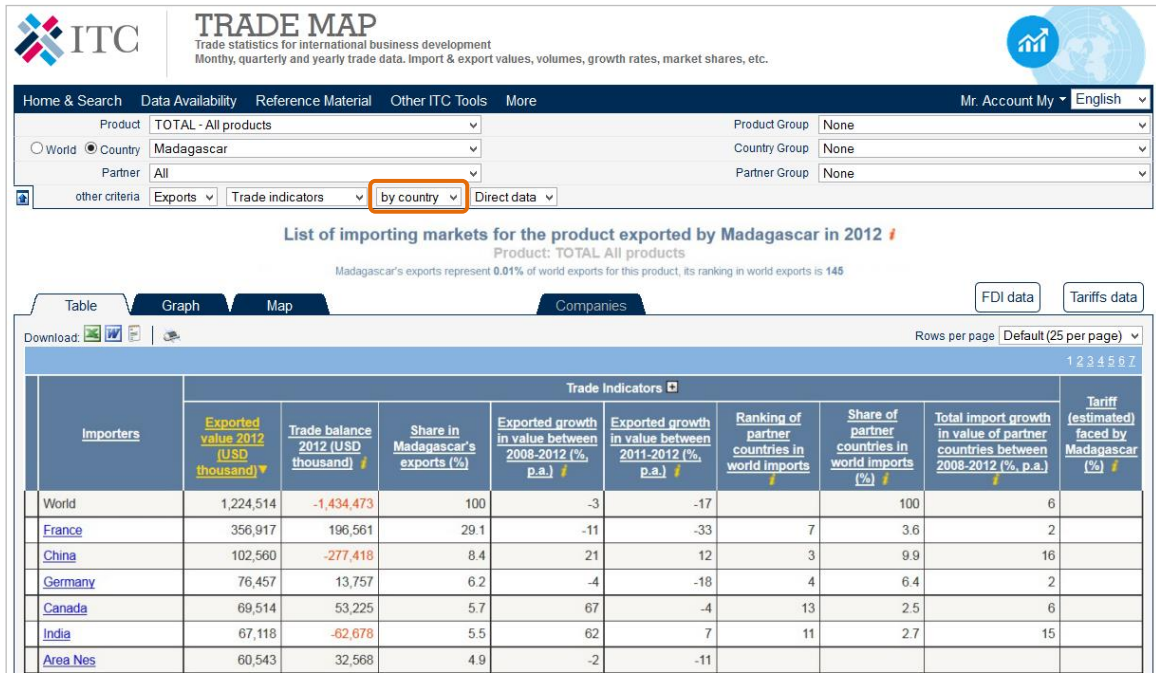 ITC
TRADE MAP
Trade statistics for international business development
Monthy, quarterly and yearly trade data. Import & export values, volumes, growth rates, market shares, etc.
Home & Search Data Availability Reference Material Other ITC Tools More Mr. Account My English
Product TOTAL - All products Product Group None
World Country Madagascar Country Group None
Partner All Partner Group None
other criteria Exports Trade indicators by country Direct data
List of importing markets for the product exported by Madagascar in 2012 i
Product: TOTAL All products
Madagascar's exports represent 0.01% of world exports for this product, its ranking in world exports is 145
Table Graph Map Companies FDI data Tariffs data
Download: Rows per page Default (25 per page)
1 2 3 4 5 6 7
Trade Indicators
Importers
Exported
value 2012
(USD
thousand)▼
Trade balance
2012 (USD
thousand) i
Share in
Madagascar's
exports (%)
Exported growth
in value between
2008-2012 (%,
p.a.) i
Exported growth
in value between
2011-2012 (%,
p.a.) i
Ranking of
partner
countries in
world imports
i
Share of
partner
countries in
world imports
(%) i
Total import growth
in value of partner
countries between
2008-2012 (%, p.a.)
i
Tariff
(estimated)
faced by
Madagascar
(%) i
World 1,224,514 -1,434,473 100 -3 -17 100 6
France 356,917 196,561 29.1 -11 -33 7 3.6 2
China 102,560 -277,418 8.4 21 12 3 9.9 16
Germany 76,457 13,757 6.2 -4 -18 4 6.4 2
Canada 69,514 53,225 5.7 67 -4 13 2.5 6
India 67,118 -62,678 5.5 62 7 11 2.7 15
Area Nes 60,543 32,568 4.9 -2 -11